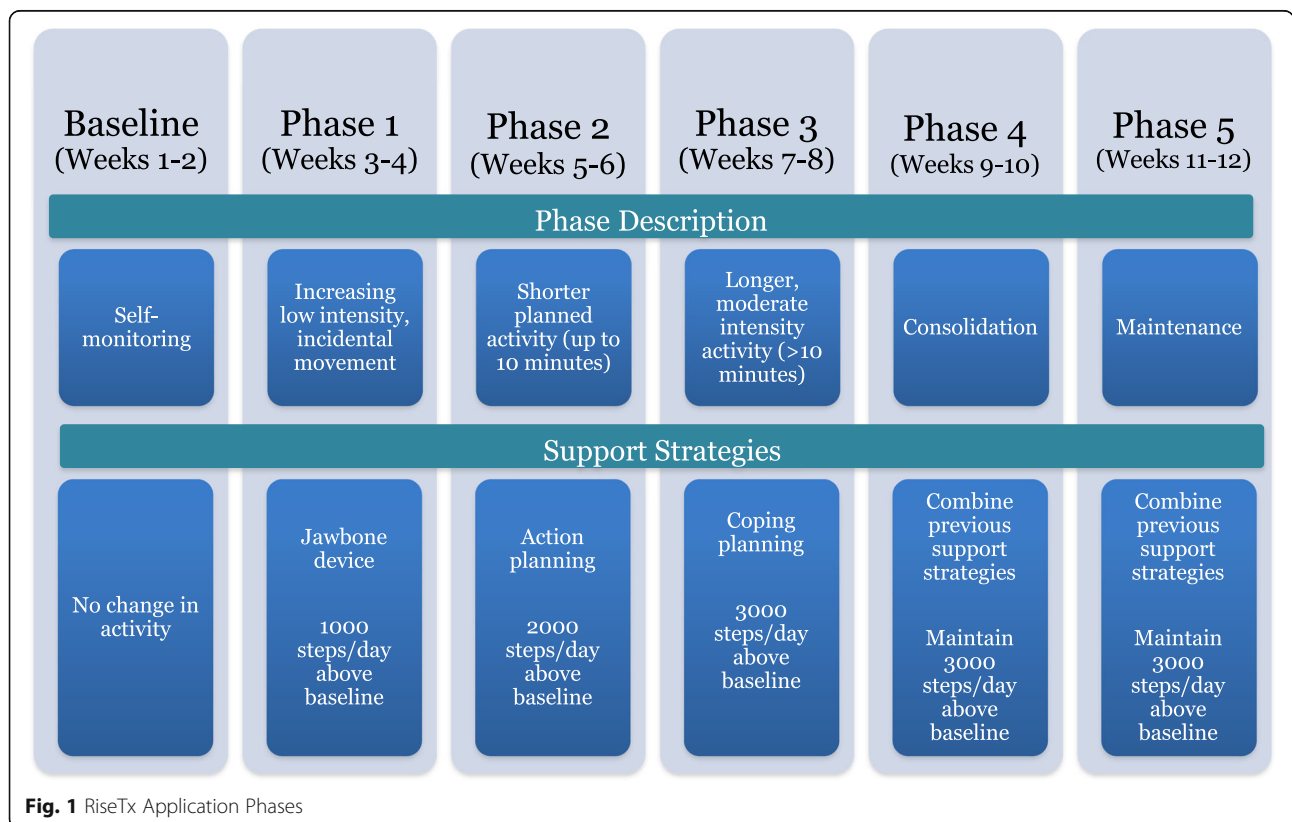 Baseline
(Weeks 1-2)
Phase 1
(Weeks 3-4)
Phase 2
(Weeks 5-6)
Phase 3
(Weeks 7-8)
Phase 4
(Weeks 9-10)
Phase 5
(Weeks 11-12)
Phase Description
Self-
monitoring
Increasing
low intensity,
incidental
movement
Shorter
planned
activity (up to
10 minutes)
Longer,
moderate
intensity
activity (>10
minutes)
Consolidation
Maintenance
Support Strategies
No change in
activity
Jawbone
device
1000
steps/day
above
baseline
Action
planning
2000
steps/day
above
baseline
Coping
planning
3000
steps/day
above
baseline
Combine
previous
support
strategies
Maintain
3000
steps/day
above
baseline
Combine
previous
support
strategies
Maintain
3000
steps/day
above
baseline
Fig. 1 RiseTx Application Phases